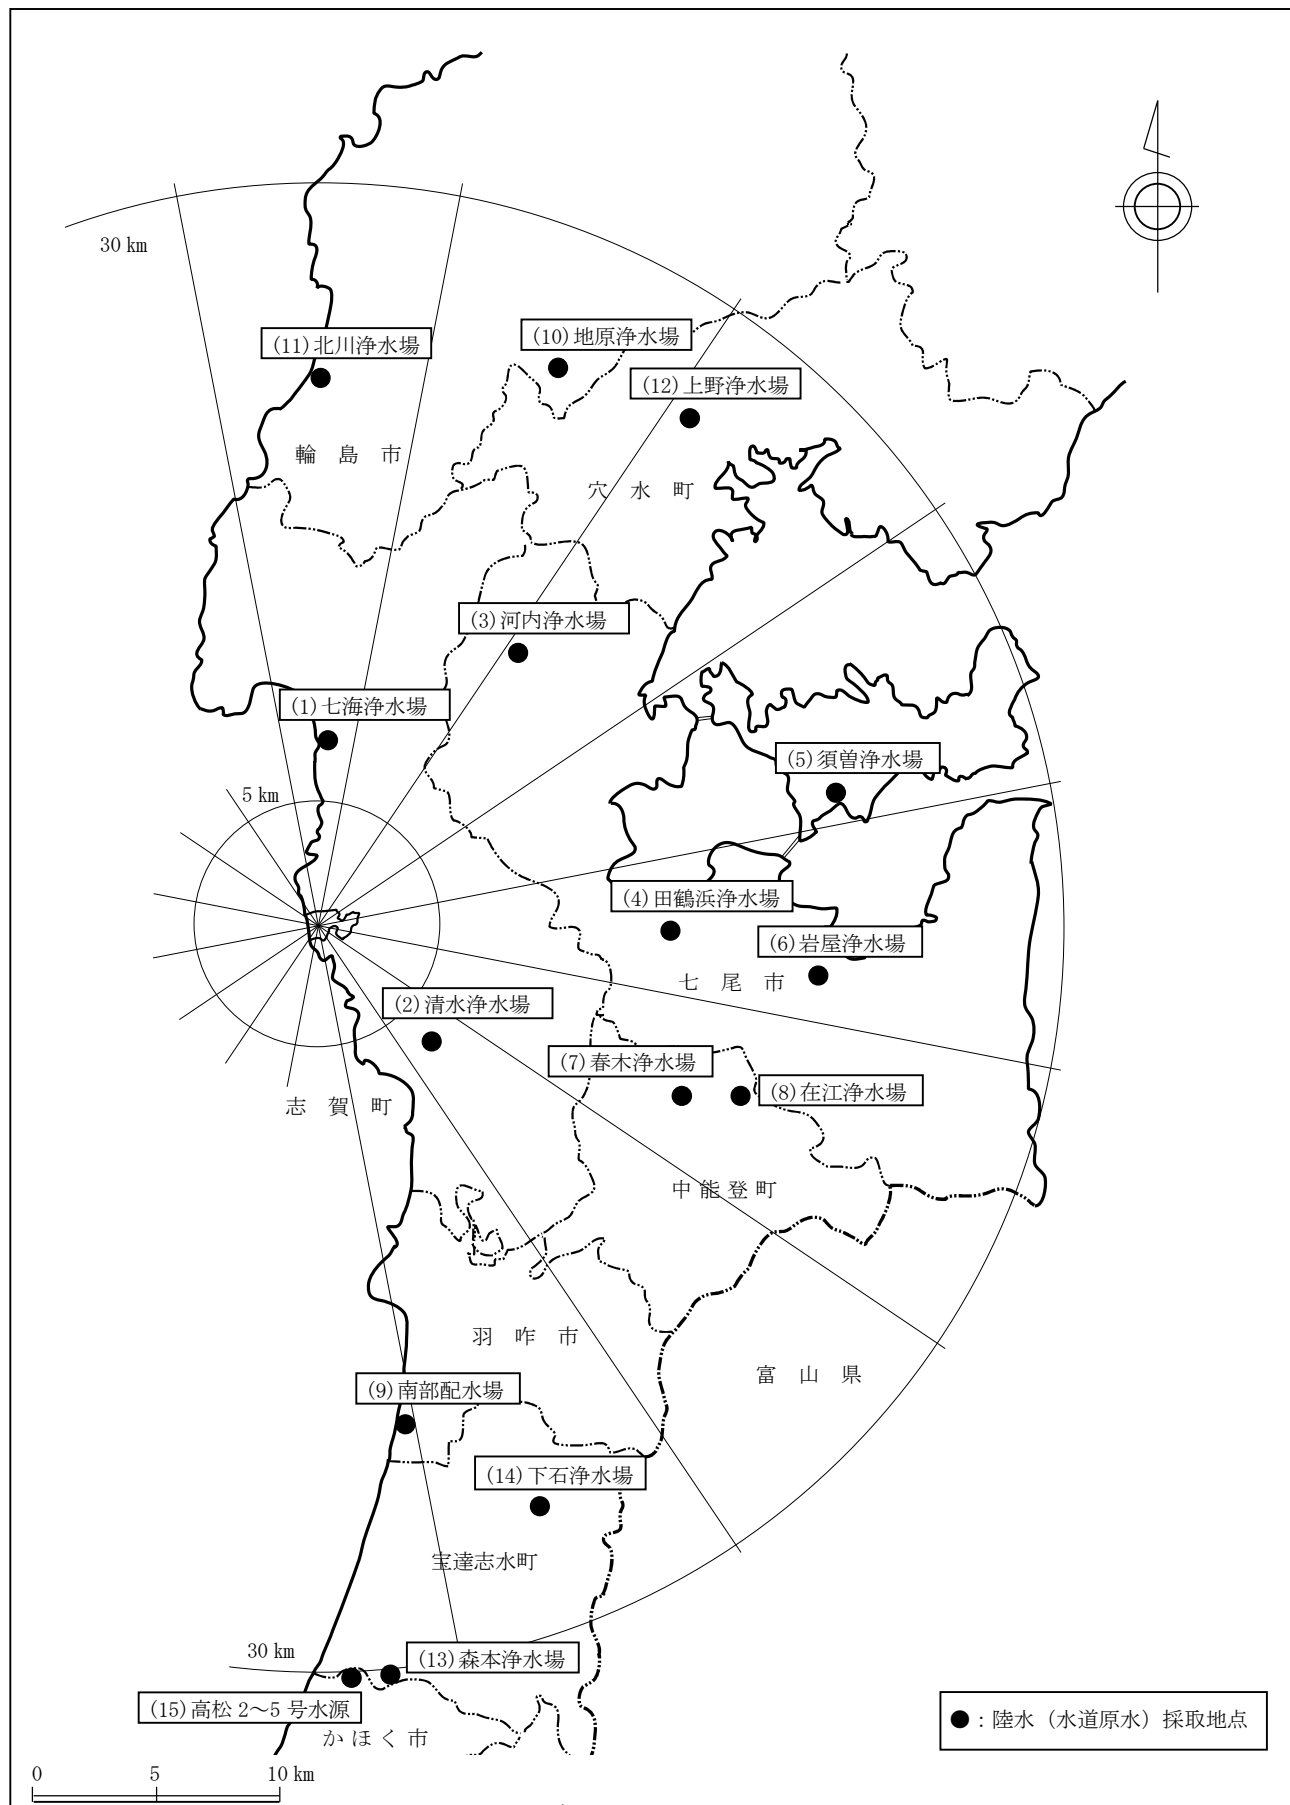 30 km
(10)地原浄水場
(11)北川浄水場
(12)上野浄水場
輪 島 市
穴 水 町
(3)河内浄水場
(1)七海浄水場
(5)須曽浄水場
5 km
(4)田鶴浜浄水場
(6)岩屋浄水場
七 尾 市
(2)清水浄水場
(7)春木浄水場
(8)在江浄水場
志 賀 町
中 能 登 町
羽 咋 市
富 山 県
(9)南部配水場
(14)下石浄水場
宝達志水町
30 km
(13)森本浄水場
(15)高松 2～5 号水源
●:陸水（水道原水）採取地点
か ほ く 市
0 5 10 km